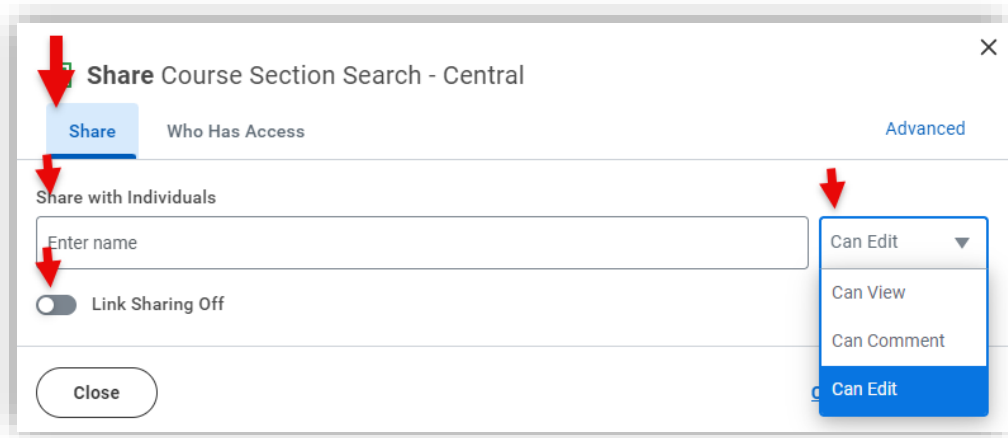 Share Course Section Search - Central
Share Who Has Access Advanced
Share with Individuals
Enter name Can Edit
Can View
Link Sharing Off
Can Comment
Close Can Edit